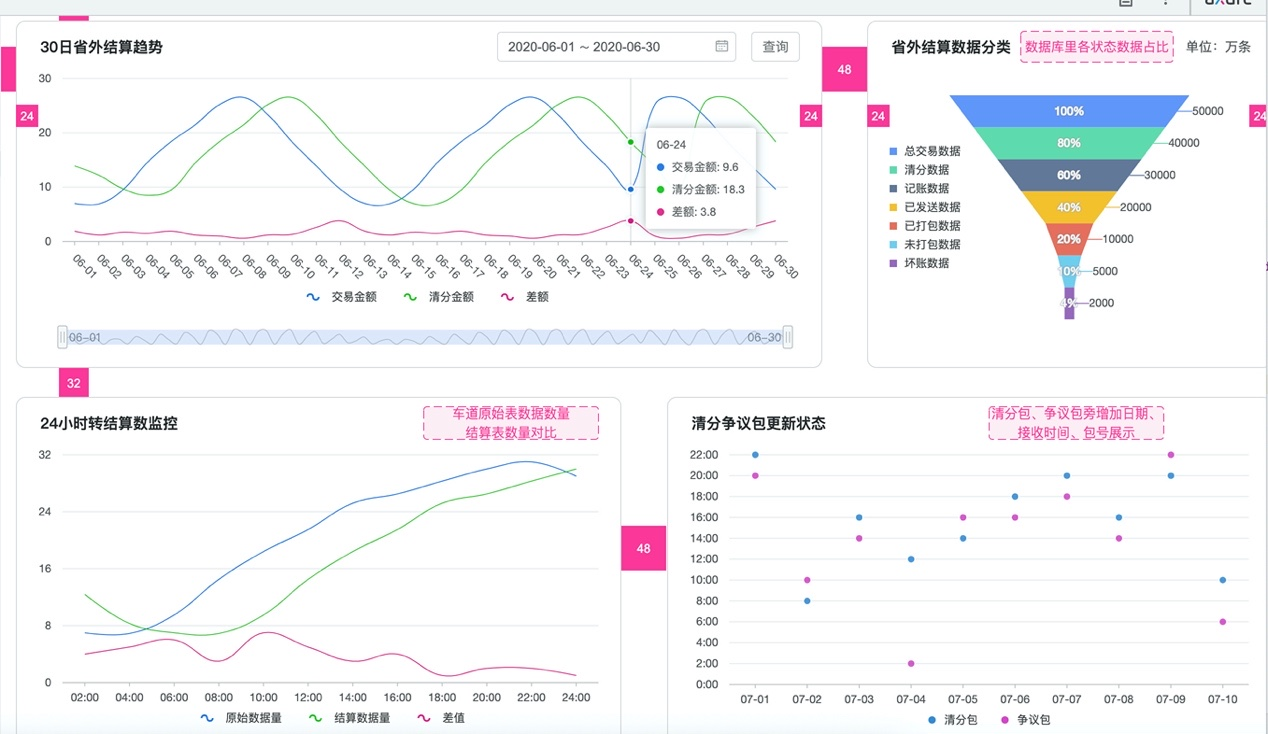 axure
30日省外结算趋势
2020-06-01 ～ 2020-06-30
查询
30
20
10
0
06-24
交易金额: 9.6
清分金额: 18.3
差额: 3.8
06-01 06-02 06-03 06-04 06-05 06-06 06-07 06-08 06-09 06-10 06-11 06-12 06-13 06-14 06-15 06-16 06-17 06-18 06-19 06-20 06-21 06-22 06-23 06-24 06-25 06-26 06-27 06-28 06-29 06-30
交易金额 清分金额 差额
06-01 06-30
24
24
48
省外结算数据分类
数据库里各状态数据占比
单位：万条
24
24
总交易数据
清分数据
记账数据
已发送数据
已打包数据
未打包数据
坏账数据
100% 50000
80% 40000
60% 30000
40% 20000
20% 10000
10% 5000
4% 2000
32
24小时转结算数监控
车道原始表数据数量
结算表数量对比
32
24
16
8
0
02:00 04:00 06:00 08:00 10:00 12:00 14:00 16:00 18:00 20:00 22:00 24:00
原始数据量 结算数据量 差值
48
清分争议包更新状态
清分包、争议包旁增加日期、
接收时间、包号展示
22:00
20:00
18:00
16:00
14:00
12:00
10:00
8:00
6:00
4:00
2:00
0:00
07-01 07-02 07-03 07-04 07-05 07-06 07-07 07-08 07-09 07-10
清分包 争议包